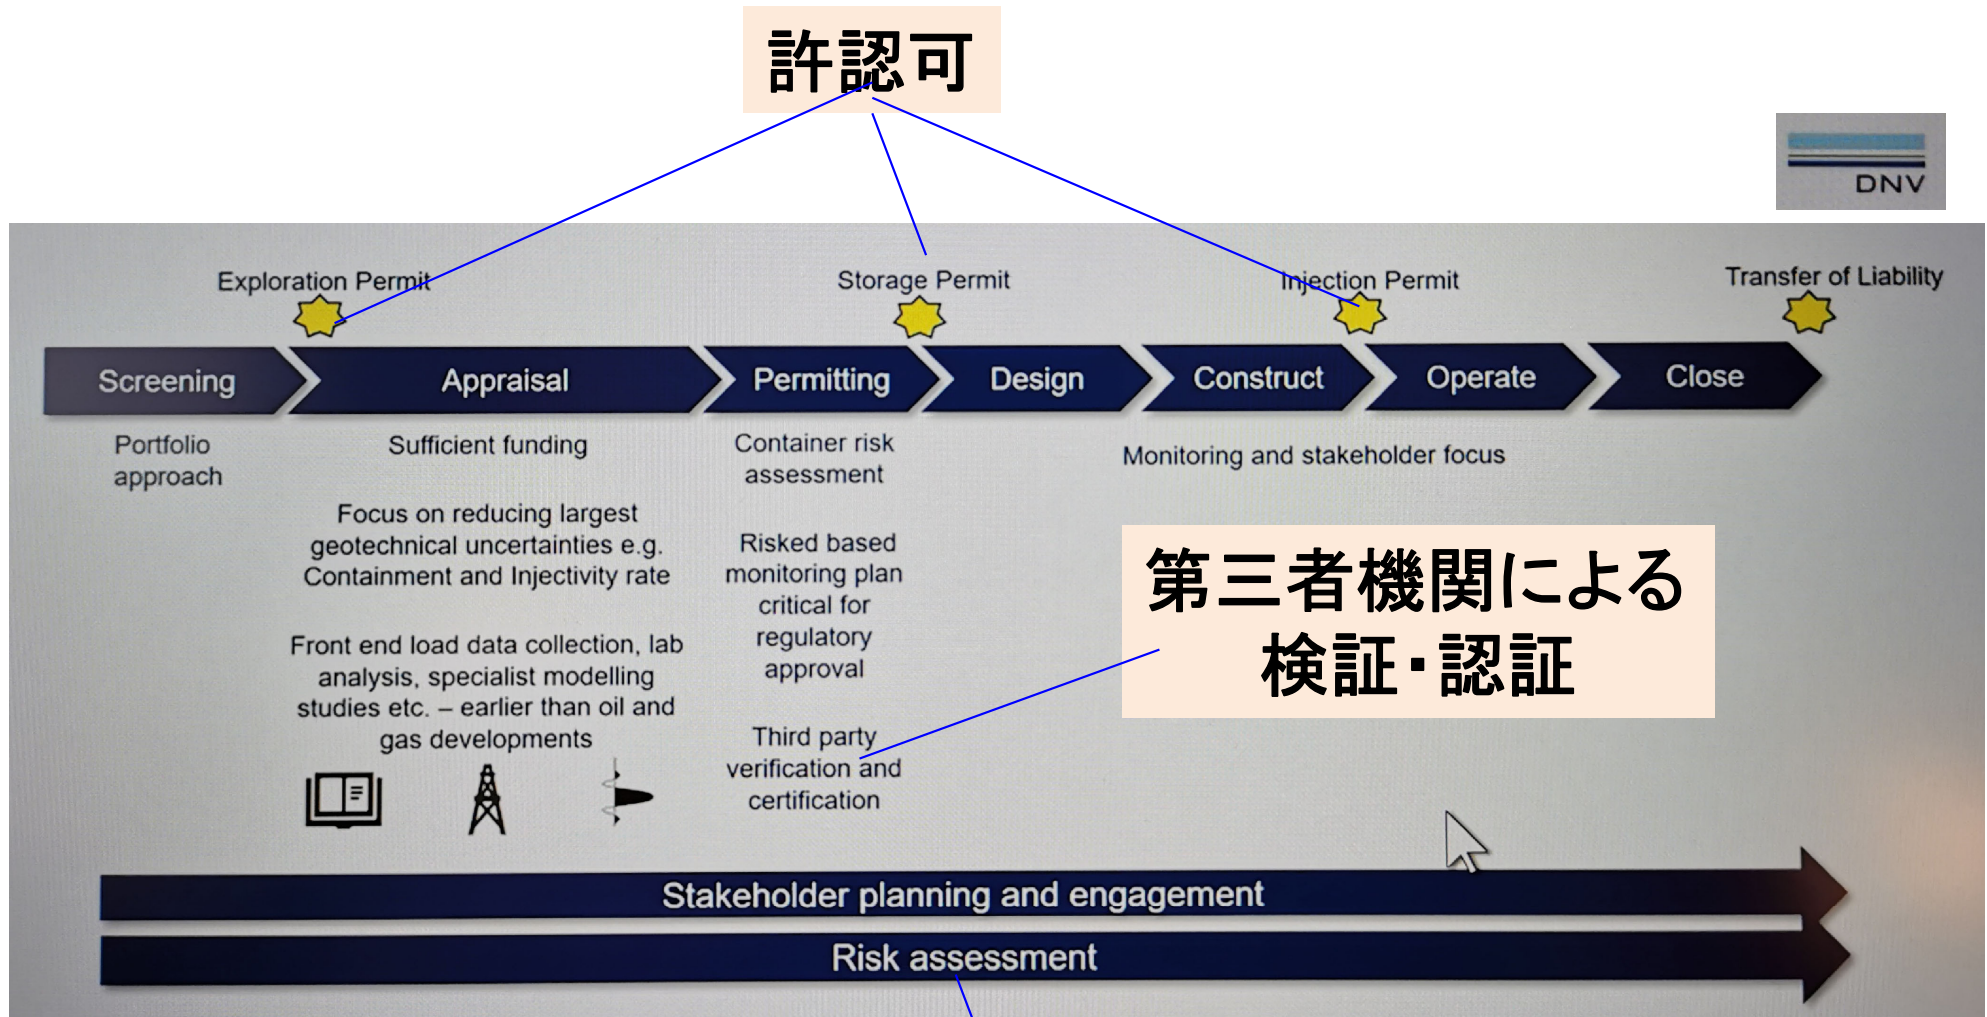 許認可
DNV
Exploration Permit
Storage Permit
Injection Permit
Transfer of Liability
Screening
Appraisal
Permitting
Design
Construct
Operate
Close
Portfolio
approach
Sufficient funding
Focus on reducing largest
geotechnical uncertainties e.g.
Containment and Injectivity rate
Front end load data collection, lab
analysis, specialist modelling
studies etc. – earlier than oil and
gas developments
Container risk
assessment
Risked based
monitoring plan
critical for
regulatory
approval
Third party
verification and
certification
Monitoring and stakeholder focus
第三者機関による
検証・認証
Stakeholder planning and engagement
Risk assessment